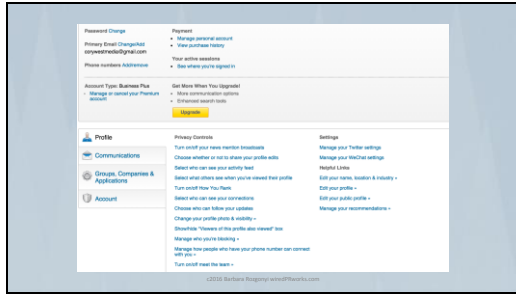 Password Change
Primary Email Change/Add
corywestmedia@gmail.com
Phone numbers Add/remove
Payment
• Manage personal account
• View purchase history
Your active sessions
• See where you're signed in
Account Type: Business Plus
• Manage or cancel your Premium
account
Get More When You Upgrade!
• More communication options
• Enhanced search tools
Upgrade
Profile
Communications
Groups, Companies &
Applications
Account
Privacy Controls
Turn on/off your news mention broadcasts
Choose whether or not to share your profile edits
Select who can see your activity feed
Select what others see when you've viewed their profile
Turn on/off How You Rank
Select who can see your connections
Choose who can follow your updates
Change your profile photo & visibility »
Show/hide "Viewers of this profile also viewed" box
Manage who you're blocking »
Manage how people who have your phone number can connect
with you »
Turn on/off meet the team »
Settings
Manage your Twitter settings
Manage your WeChat settings
Helpful Links
Edit your name, location & industry »
Edit your profile »
Edit your public profile »
Manage your recommendations »
c2016 Barbara Rozgonyi wiredPRworks.com